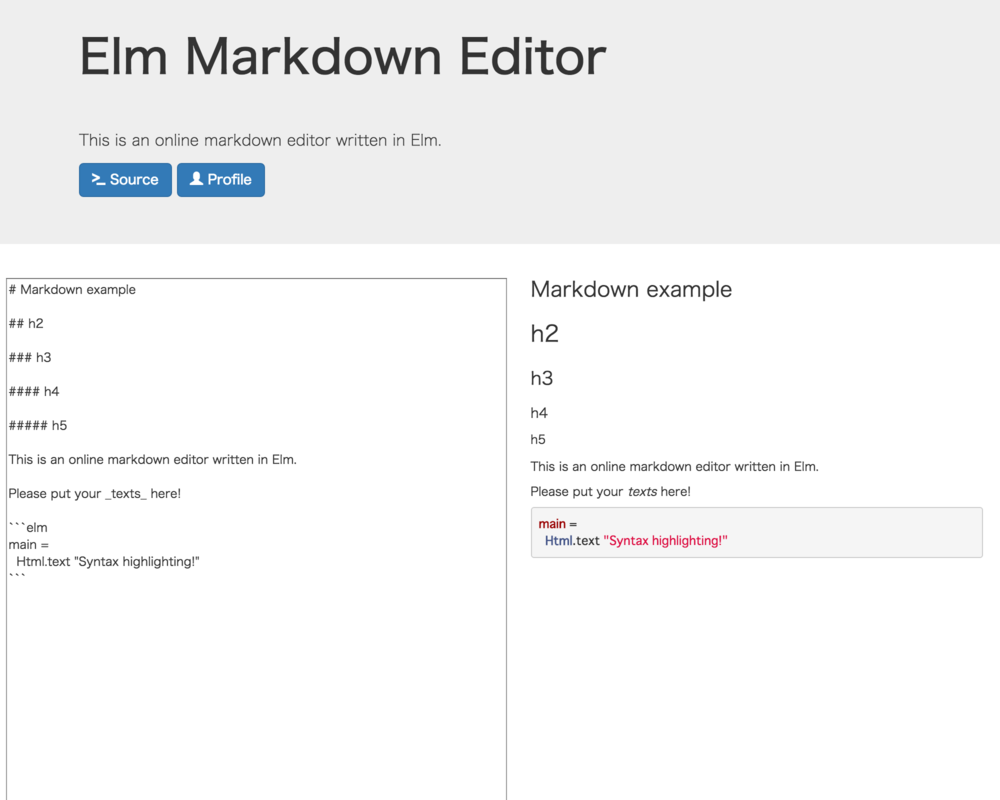 Elm Markdown Editor
This is an online markdown editor written in Elm.
Source
Profile
# Markdown example
## h2
### h3
#### h4
##### h5
This is an online markdown editor written in Elm.
Please put your _texts_ here!
```elm
main =
  Html.text "Syntax highlighting!"
```
Markdown example
h2
h3
h4
h5
This is an online markdown editor written in Elm.
Please put your texts here!
main =
  Html.text "Syntax highlighting!"